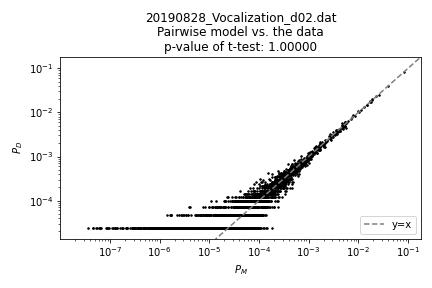 20190828_Vocalization_d02.dat
Pairwise model vs. the data
p-value of t-test: 1.00000
10⁻¹
10⁻²
10⁻³
10⁻⁴
P_D
y=x
10⁻⁷ 10⁻⁶ 10⁻⁵ 10⁻⁴ 10⁻³ 10⁻² 10⁻¹
P_M